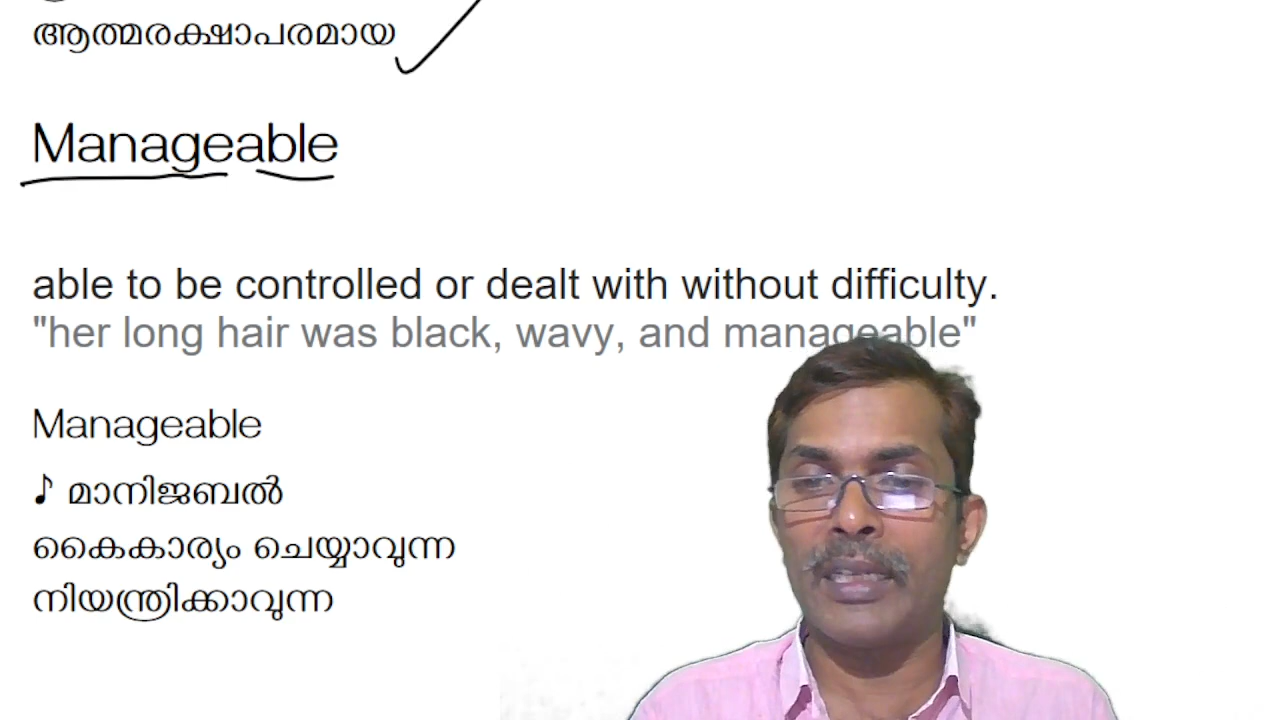 ആത്മരക്ഷാപരമായ
Manageable
able to be controlled or dealt with without difficulty.
"her long hair was black, wavy, and manageable"
Manageable
♪ മാനിജബൽ
കൈകാര്യം ചെയ്യാവുന്ന
നിയന്ത്രിക്കാവുന്ന